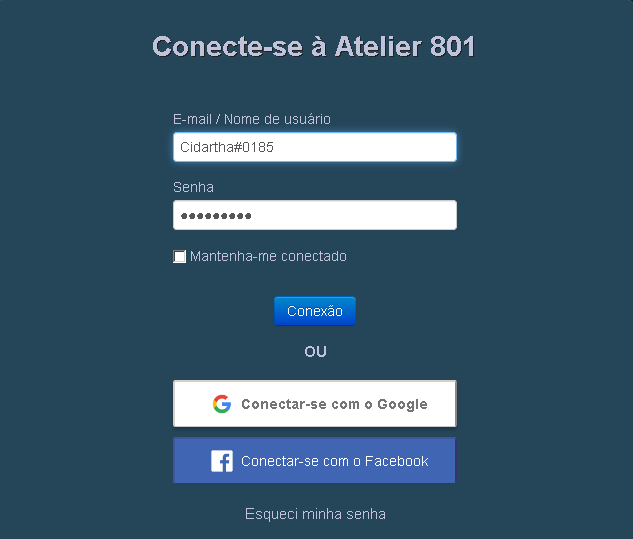 Conecte-se à Atelier 801
E-mail / Nome de usuário
Cidartha#0185
Senha
●●●●●●●●●
Mantenha-me conectado
Conexão
OU
Conectar-se com o Google
Conectar-se com o Facebook
Esqueci minha senha